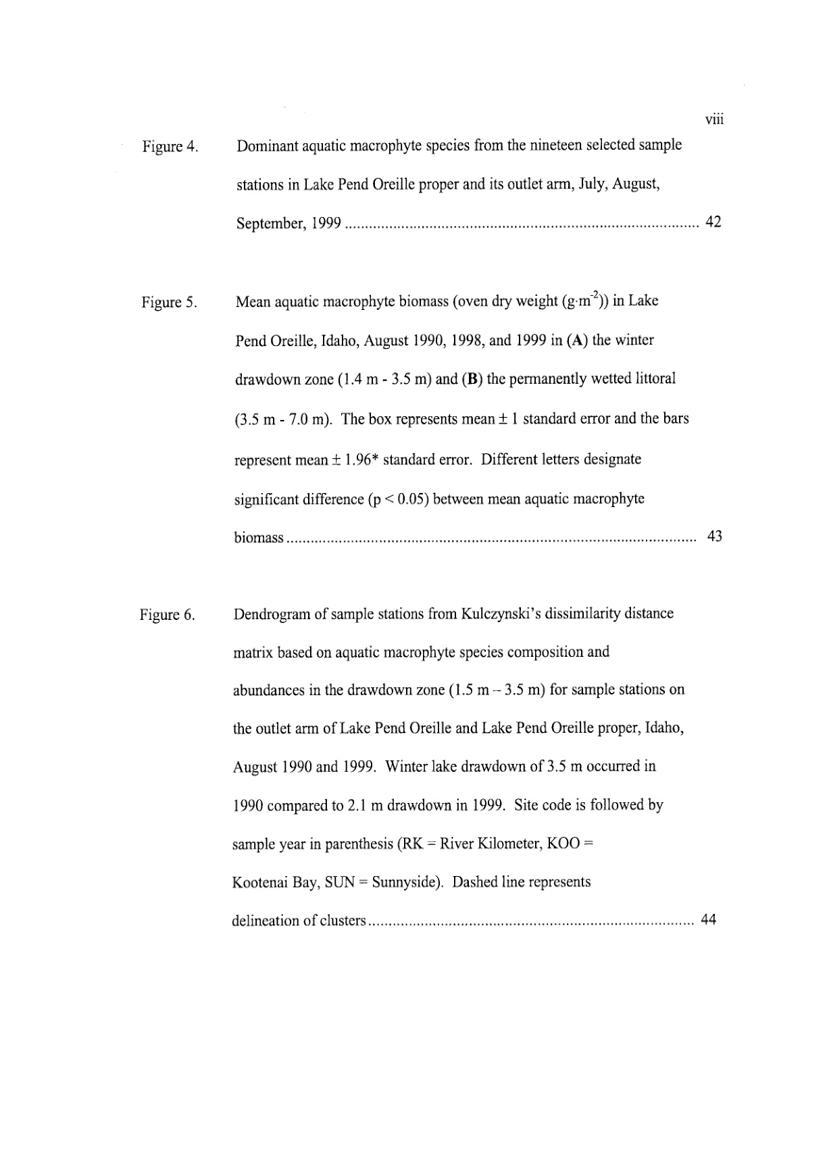 viii
Figure 4. Dominant aquatic macrophyte species from the nineteen selected sample
stations in Lake Pend Oreille proper and its outlet arm, July, August,
September, 1999 ........................................................................................ 42
Figure 5. Mean aquatic macrophyte biomass (oven dry weight (g·m⁻²)) in Lake
Pend Oreille, Idaho, August 1990, 1998, and 1999 in (A) the winter
drawdown zone (1.4 m - 3.5 m) and (B) the permanently wetted littoral
(3.5 m - 7.0 m). The box represents mean ± 1 standard error and the bars
represent mean ± 1.96* standard error. Different letters designate
significant difference (p < 0.05) between mean aquatic macrophyte
biomass ...................................................................................................... 43
Figure 6. Dendrogram of sample stations from Kulczynski's dissimilarity distance
matrix based on aquatic macrophyte species composition and
abundances in the drawdown zone (1.5 m – 3.5 m) for sample stations on
the outlet arm of Lake Pend Oreille and Lake Pend Oreille proper, Idaho,
August 1990 and 1999. Winter lake drawdown of 3.5 m occurred in
1990 compared to 2.1 m drawdown in 1999. Site code is followed by
sample year in parenthesis (RK = River Kilometer, KOO =
Kootenai Bay, SUN = Sunnyside). Dashed line represents
delineation of clusters ................................................................................. 44